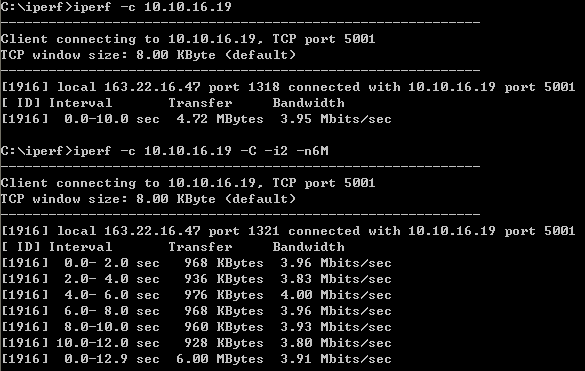 C:\iperf>iperf -c 10.10.16.19
------------------------------------------------------------
Client connecting to 10.10.16.19, TCP port 5001
TCP window size: 8.00 KByte (default)
------------------------------------------------------------
[1916] local 163.22.16.47 port 1318 connected with 10.10.16.19 port 5001
[ ID] Interval       Transfer     Bandwidth
[1916]  0.0-10.0 sec  4.72 MBytes  3.95 Mbits/sec
C:\iperf>iperf -c 10.10.16.19 -C -i2 -n6M
------------------------------------------------------------
Client connecting to 10.10.16.19, TCP port 5001
TCP window size: 8.00 KByte (default)
------------------------------------------------------------
[1916] local 163.22.16.47 port 1321 connected with 10.10.16.19 port 5001
[ ID] Interval       Transfer     Bandwidth
[1916]  0.0- 2.0 sec   968 KBytes  3.96 Mbits/sec
[1916]  2.0- 4.0 sec   936 KBytes  3.83 Mbits/sec
[1916]  4.0- 6.0 sec   976 KBytes  4.00 Mbits/sec
[1916]  6.0- 8.0 sec   968 KBytes  3.96 Mbits/sec
[1916]  8.0-10.0 sec   960 KBytes  3.93 Mbits/sec
[1916] 10.0-12.0 sec   928 KBytes  3.80 Mbits/sec
[1916]  0.0-12.9 sec  6.00 MBytes  3.91 Mbits/sec